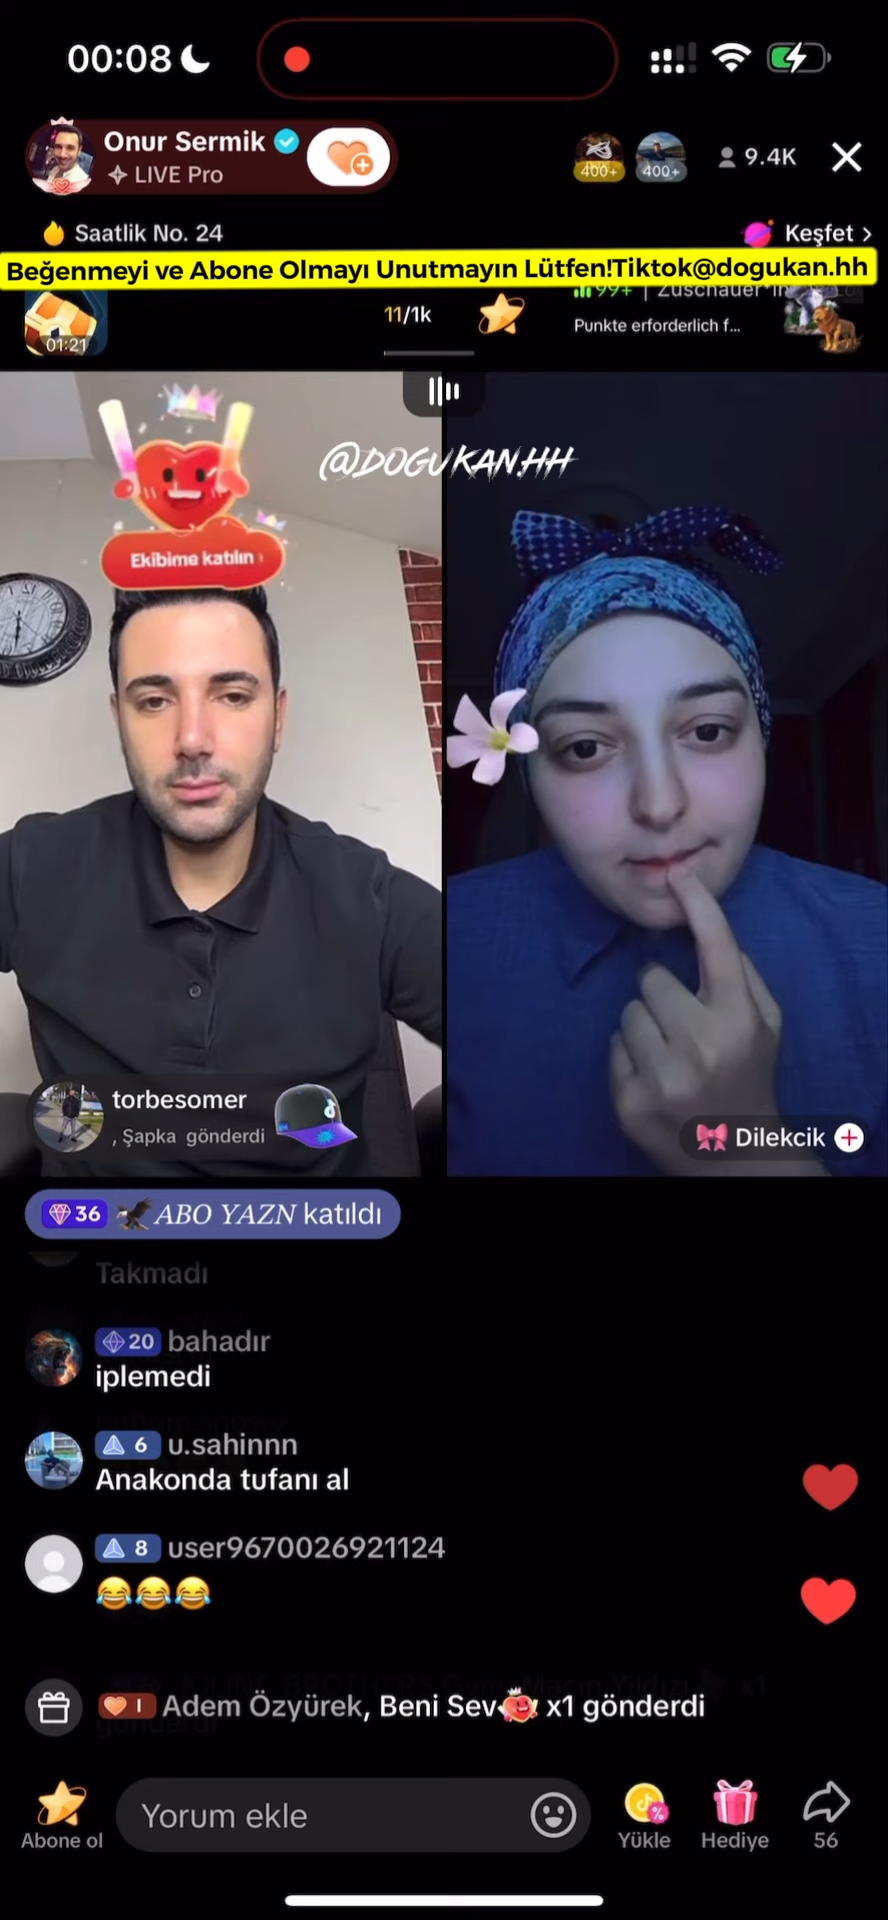 00:08
Onur Sermik
LIVE Pro
400+
400+
9.4K
Saatlik No. 24
Keşfet >
Beğenmeyi ve Abone Olmayı Unutmayın Lütfen!Tiktok@dogukan.hh
99+ | Zuschauer*in
01:21
11/1k
Punkte erforderlich f...
@DOGUKAN.HH
Ekibime katılın
torbesomer
, Şapka gönderdi
Dilekcik
36 ABO YAZN katıldı
Takmadı
20 bahadır
iplemedi
6 u.sahinnn
Anakonda tufanı al
8 user9670026921124
😂😂😂
I Adem Özyürek, Beni Sev x1 gönderdi
Abone ol
Yorum ekle
Yükle
Hediye
56